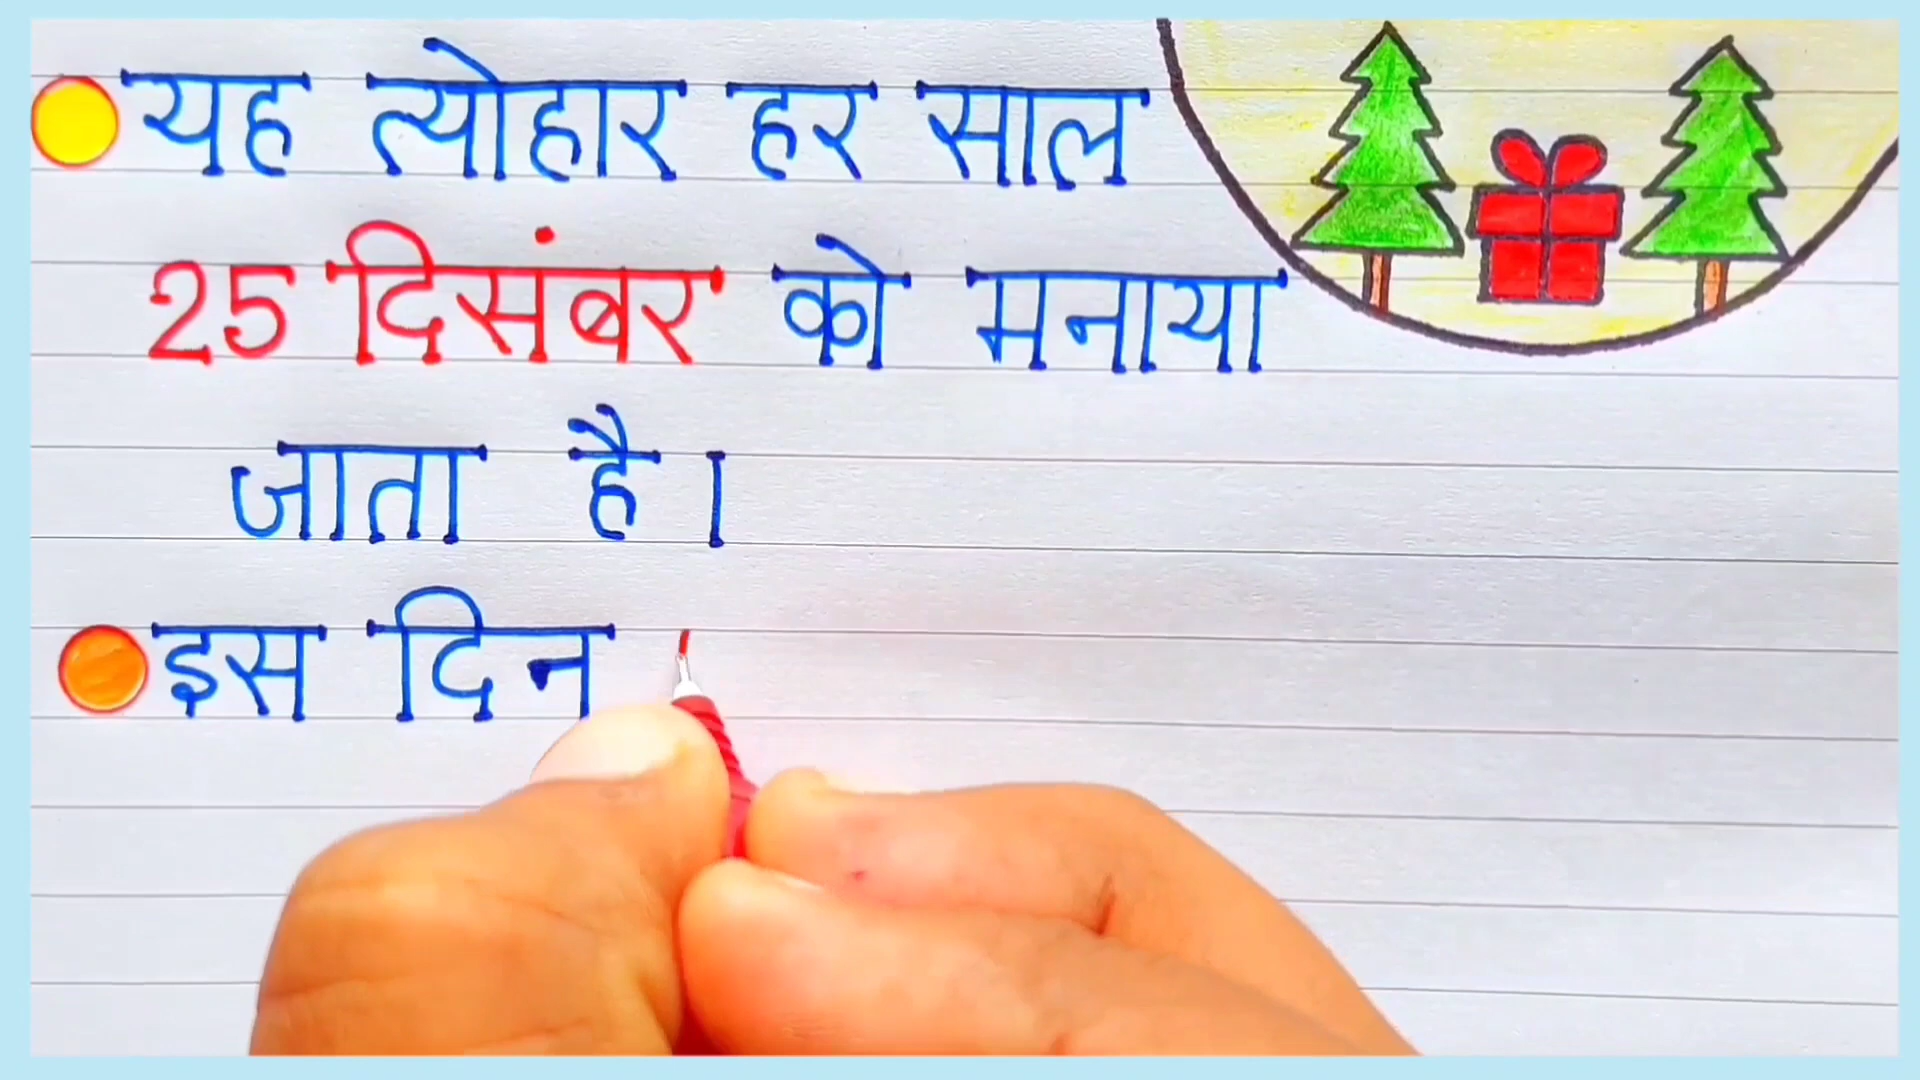 यह त्योहार हर साल
25 दिसंबर को मनाया
जाता है।
इस दिन